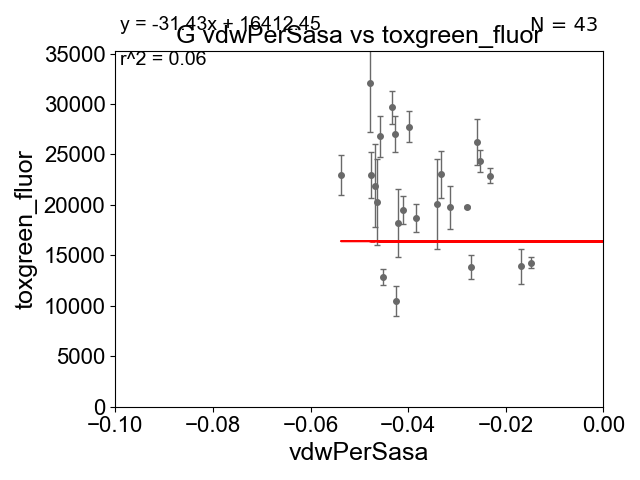 y = -31.43x + 16412.45
N = 43
G vdwPerSasa vs toxgreen_fluor
r^2 = 0.06
35000
30000
25000
20000
15000
10000
5000
0
toxgreen_fluor
−0.10 −0.08 −0.06 −0.04 −0.02 0.00
vdwPerSasa